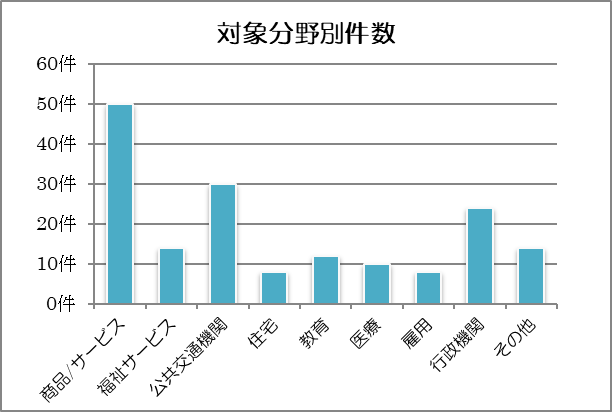 対象分野別件数
60件
50件
40件
30件
20件
10件
0件
商品/サービス
福祉サービス
公共交通機関
住宅
教育
医療
雇用
行政機関
その他